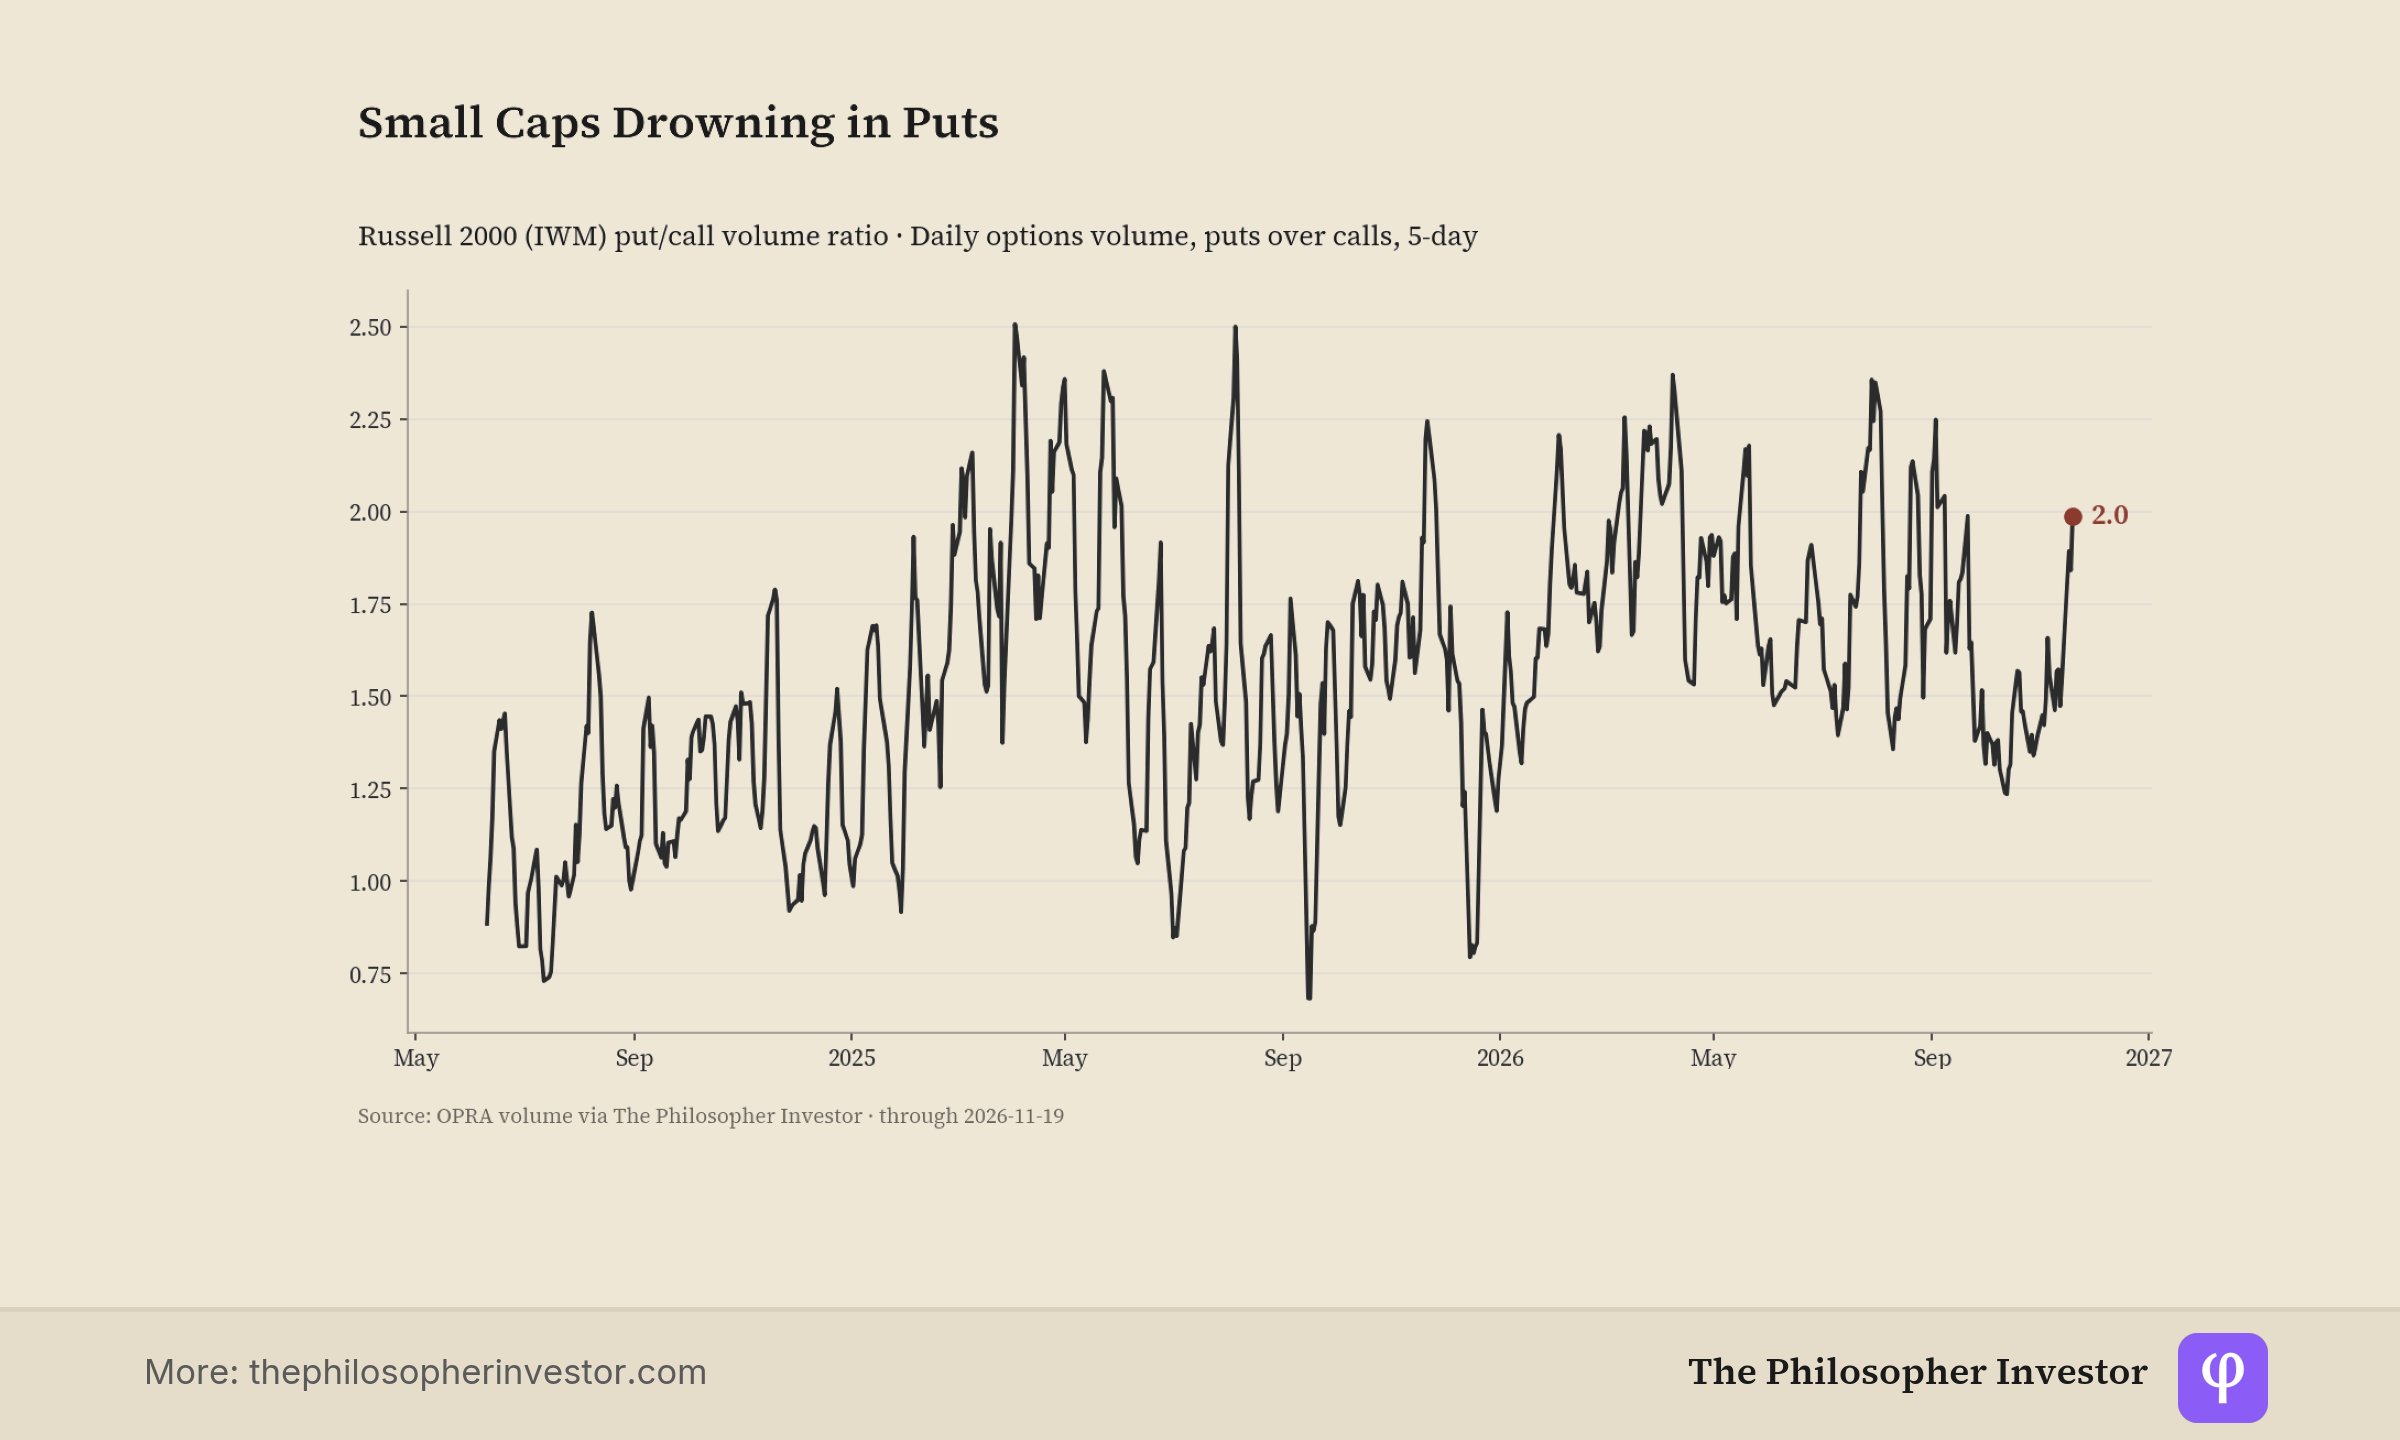 Small Caps Drowning in Puts
Russell 2000 (IWM) put/call volume ratio · Daily options volume, puts over calls, 5-day
2.50
2.25
2.00
1.75
1.50
1.25
1.00
0.75
2.0
May Sep 2025 May Sep 2026 May Sep 2027
Source: OPRA volume via The Philosopher Investor · through 2026-11-19
More: thephilosopherinvestor.com
The Philosopher Investor φ